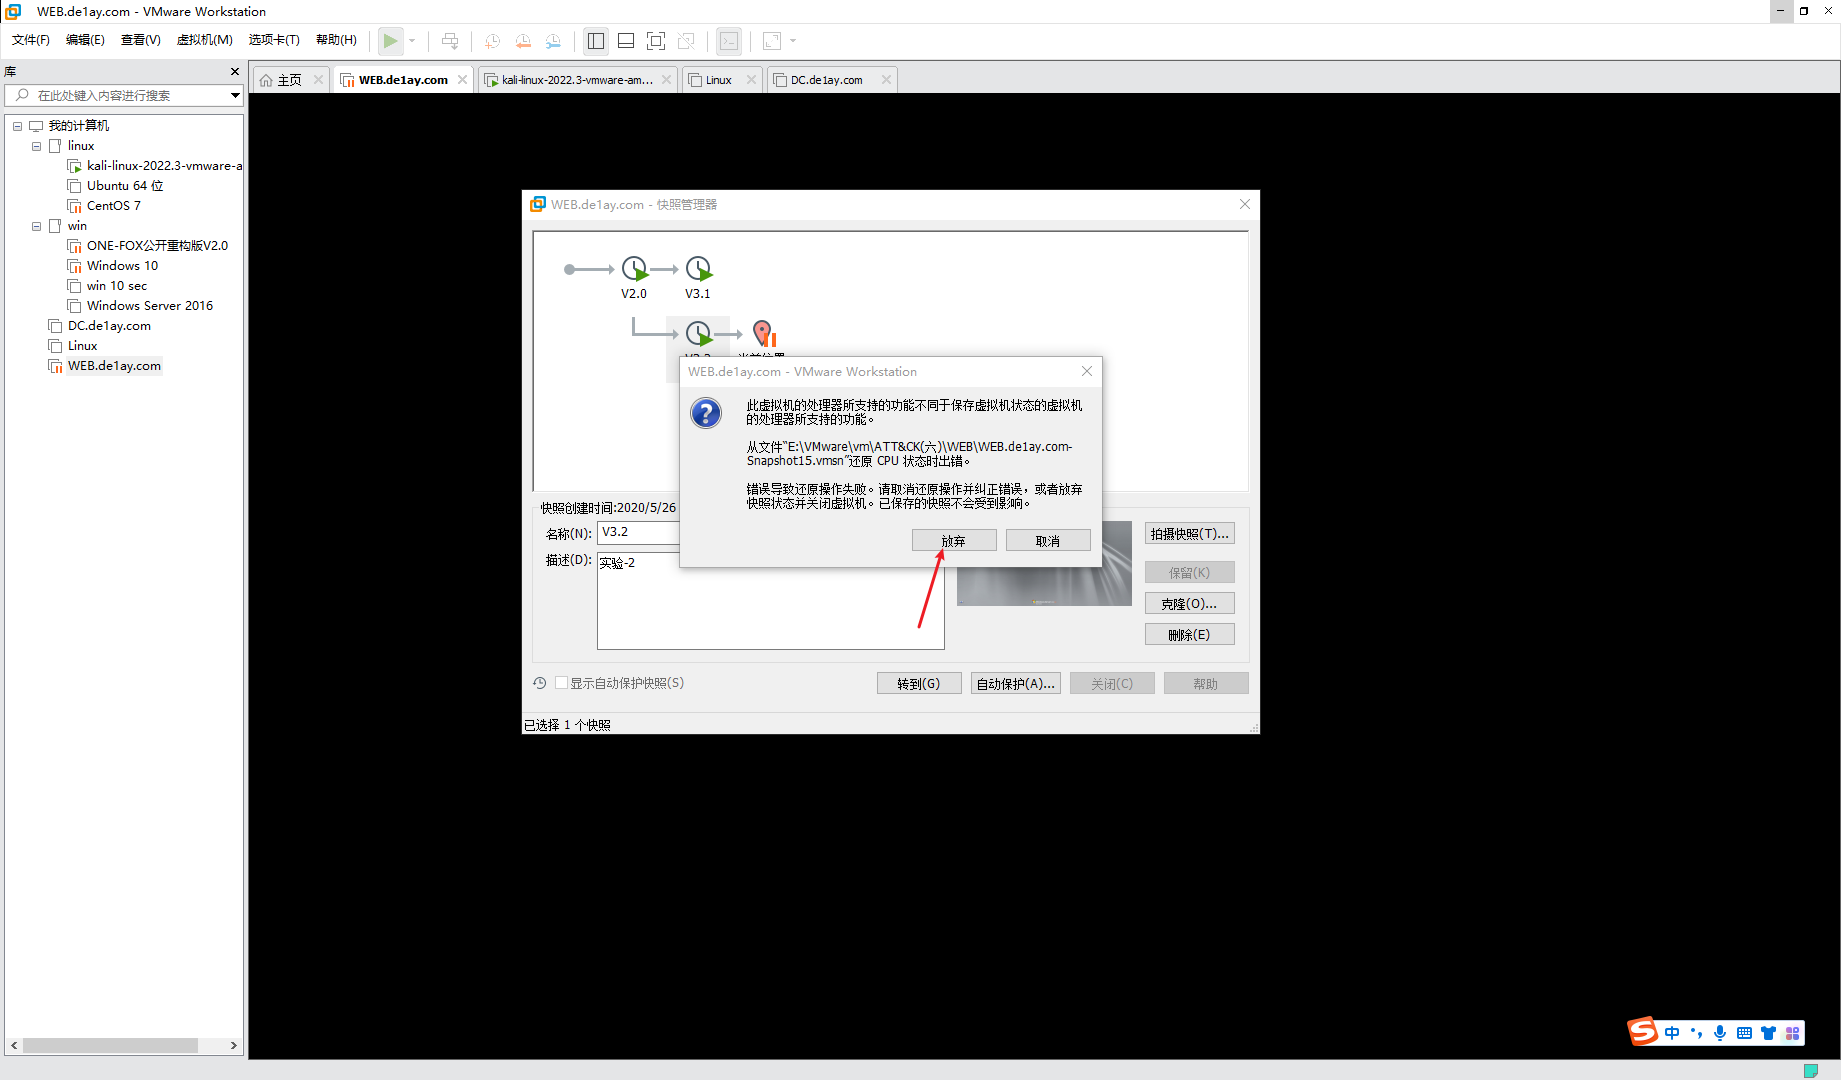 WEB.de1ay.com - VMware Workstation
文件(F) 编辑(E) 查看(V) 虚拟机(M) 选项卡(T) 帮助(H)
库
主页
WEB.de1ay.com
kali-linux-2022.3-vmware-am...
Linux
DC.de1ay.com
在此处键入内容进行搜索
我的计算机
linux
kali-linux-2022.3-vmware-a
Ubuntu 64 位
CentOS 7
win
ONE-FOX公开重构版V2.0
Windows 10
win 10 sec
Windows Server 2016
DC.de1ay.com
Linux
WEB.de1ay.com
WEB.de1ay.com - 快照管理器
V2.0
V3.1
WEB.de1ay.com - VMware Workstation
此虚拟机的处理器所支持的功能不同于保存虚拟机状态的虚拟机
的处理器所支持的功能。
从文件“E:\VMware\vm\ATT&CK(六)\WEB\WEB.de1ay.com-
Snapshot15.vmsn”还原 CPU 状态时出错。
错误导致还原操作失败。请取消还原操作并纠正错误，或者放弃
快照状态并关闭虚拟机。已保存的快照不会受到影响。
放弃
取消
快照创建时间:2020/5/26
名称(N): V3.2
描述(D): 实验-2
拍摄快照(T)...
保留(K)
克隆(O)...
删除(E)
显示自动保护快照(S)
转到(G)
自动保护(A)...
关闭(C)
帮助
已选择 1 个快照
中